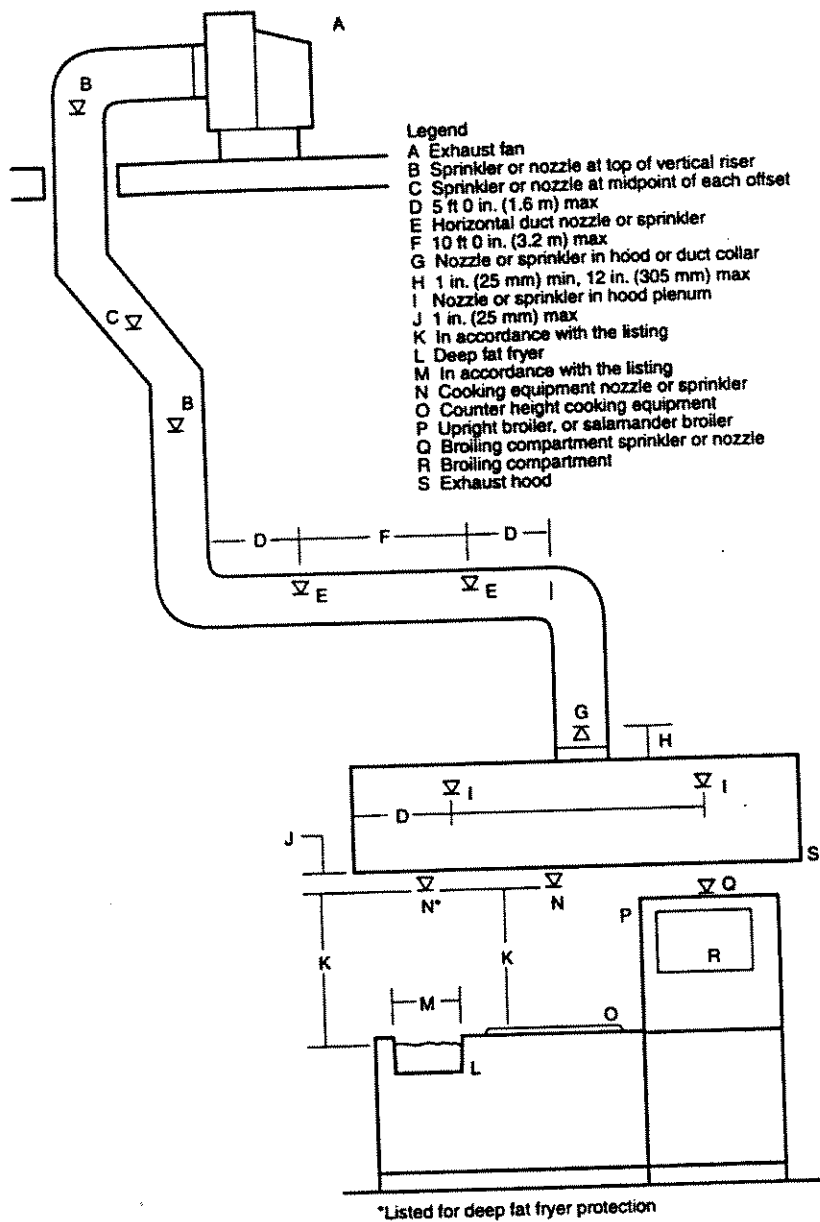 A
B
Legend
A Exhaust fan
B Sprinkler or nozzle at top of vertical riser
C Sprinkler or nozzle at midpoint of each offset
D 5 ft 0 in. (1.6 m) max
E Horizontal duct nozzle or sprinkler
F 10 ft 0 in. (3.2 m) max
G Nozzle or sprinkler in hood or duct collar
H 1 in. (25 mm) min, 12 in. (305 mm) max
I Nozzle or sprinkler in hood plenum
J 1 in. (25 mm) max
K In accordance with the listing
L Deep fat fryer
M In accordance with the listing
N Cooking equipment nozzle or sprinkler
O Counter height cooking equipment
P Upright broiler, or salamander broiler
Q Broiling compartment sprinkler or nozzle
R Broiling compartment
S Exhaust hood
C
B
D F D
E E
G
H
I I
D
J
S
N* N Q
P
K K R
M
O
L
*Listed for deep fat fryer protection